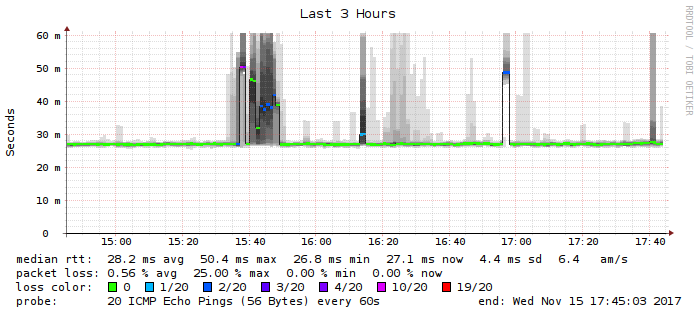 Last 3 Hours
RRDTOOL / TOBI OETIKER
Seconds
60 m
50 m
40 m
30 m
20 m
10 m
0
15:00 15:20 15:40 16:00 16:20 16:40 17:00 17:20 17:40
median rtt: 28.2 ms avg 50.4 ms max 26.8 ms min 27.1 ms now 4.4 ms sd 6.4 am/s
packet loss: 0.56 % avg 25.00 % max 0.00 % min 0.00 % now
loss color: 0 1/20 2/20 3/20 4/20 10/20 19/20
probe: 20 ICMP Echo Pings (56 Bytes) every 60s end: Wed Nov 15 17:45:03 2017